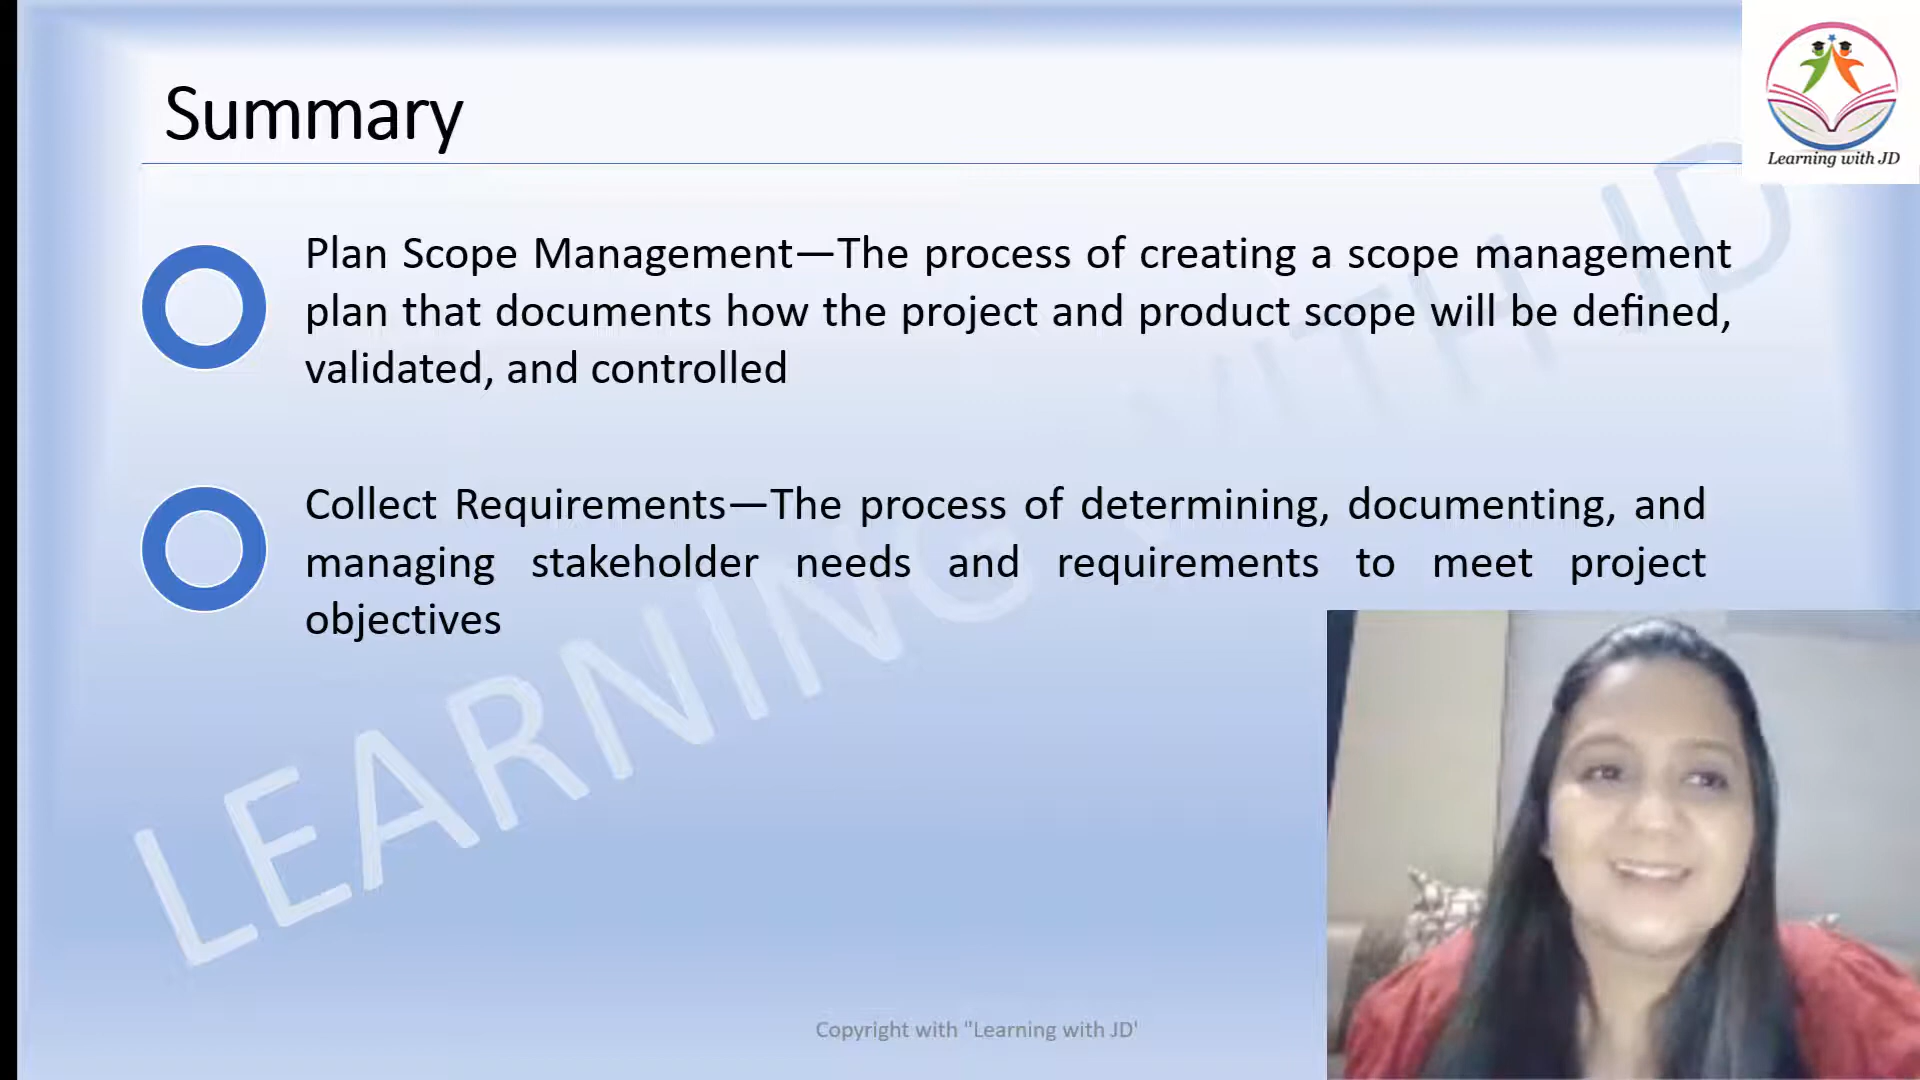 Summary
Learning with JD
Plan Scope Management—The process of creating a scope management
plan that documents how the project and product scope will be defined,
validated, and controlled
Collect Requirements—The process of determining, documenting, and
managing stakeholder needs and requirements to meet project
objectives
LEARNING WITH JD
Copyright with "Learning with JD'